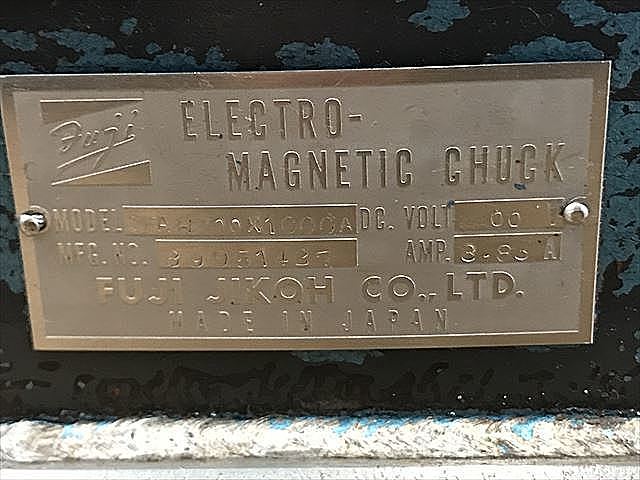 Fuji
ELECTRO-
MAGNETIC CHUCK
MODEL DC. VOLT
MFG. NO. AMP. A
FUJI JIKOH CO., LTD.
MADE IN JAPAN